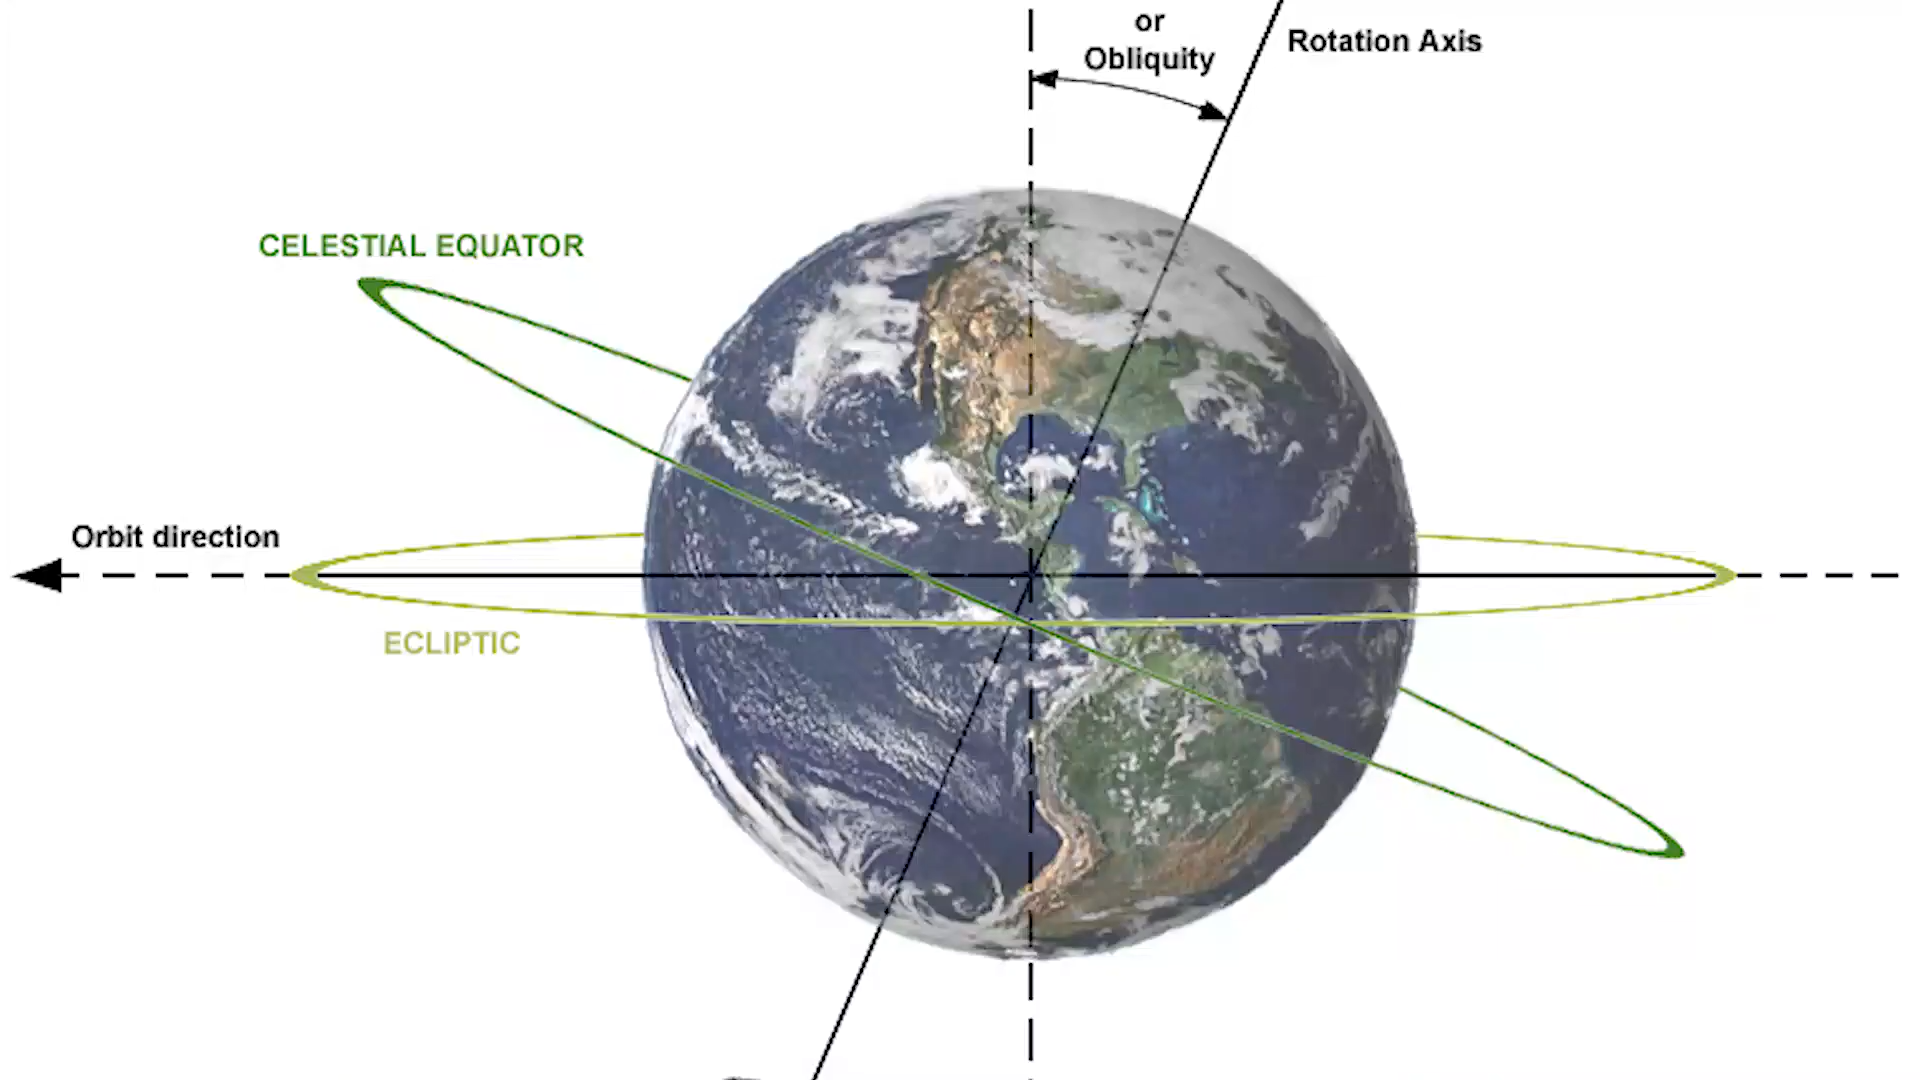 or
Obliquity
Rotation Axis
CELESTIAL EQUATOR
Orbit direction
ECLIPTIC